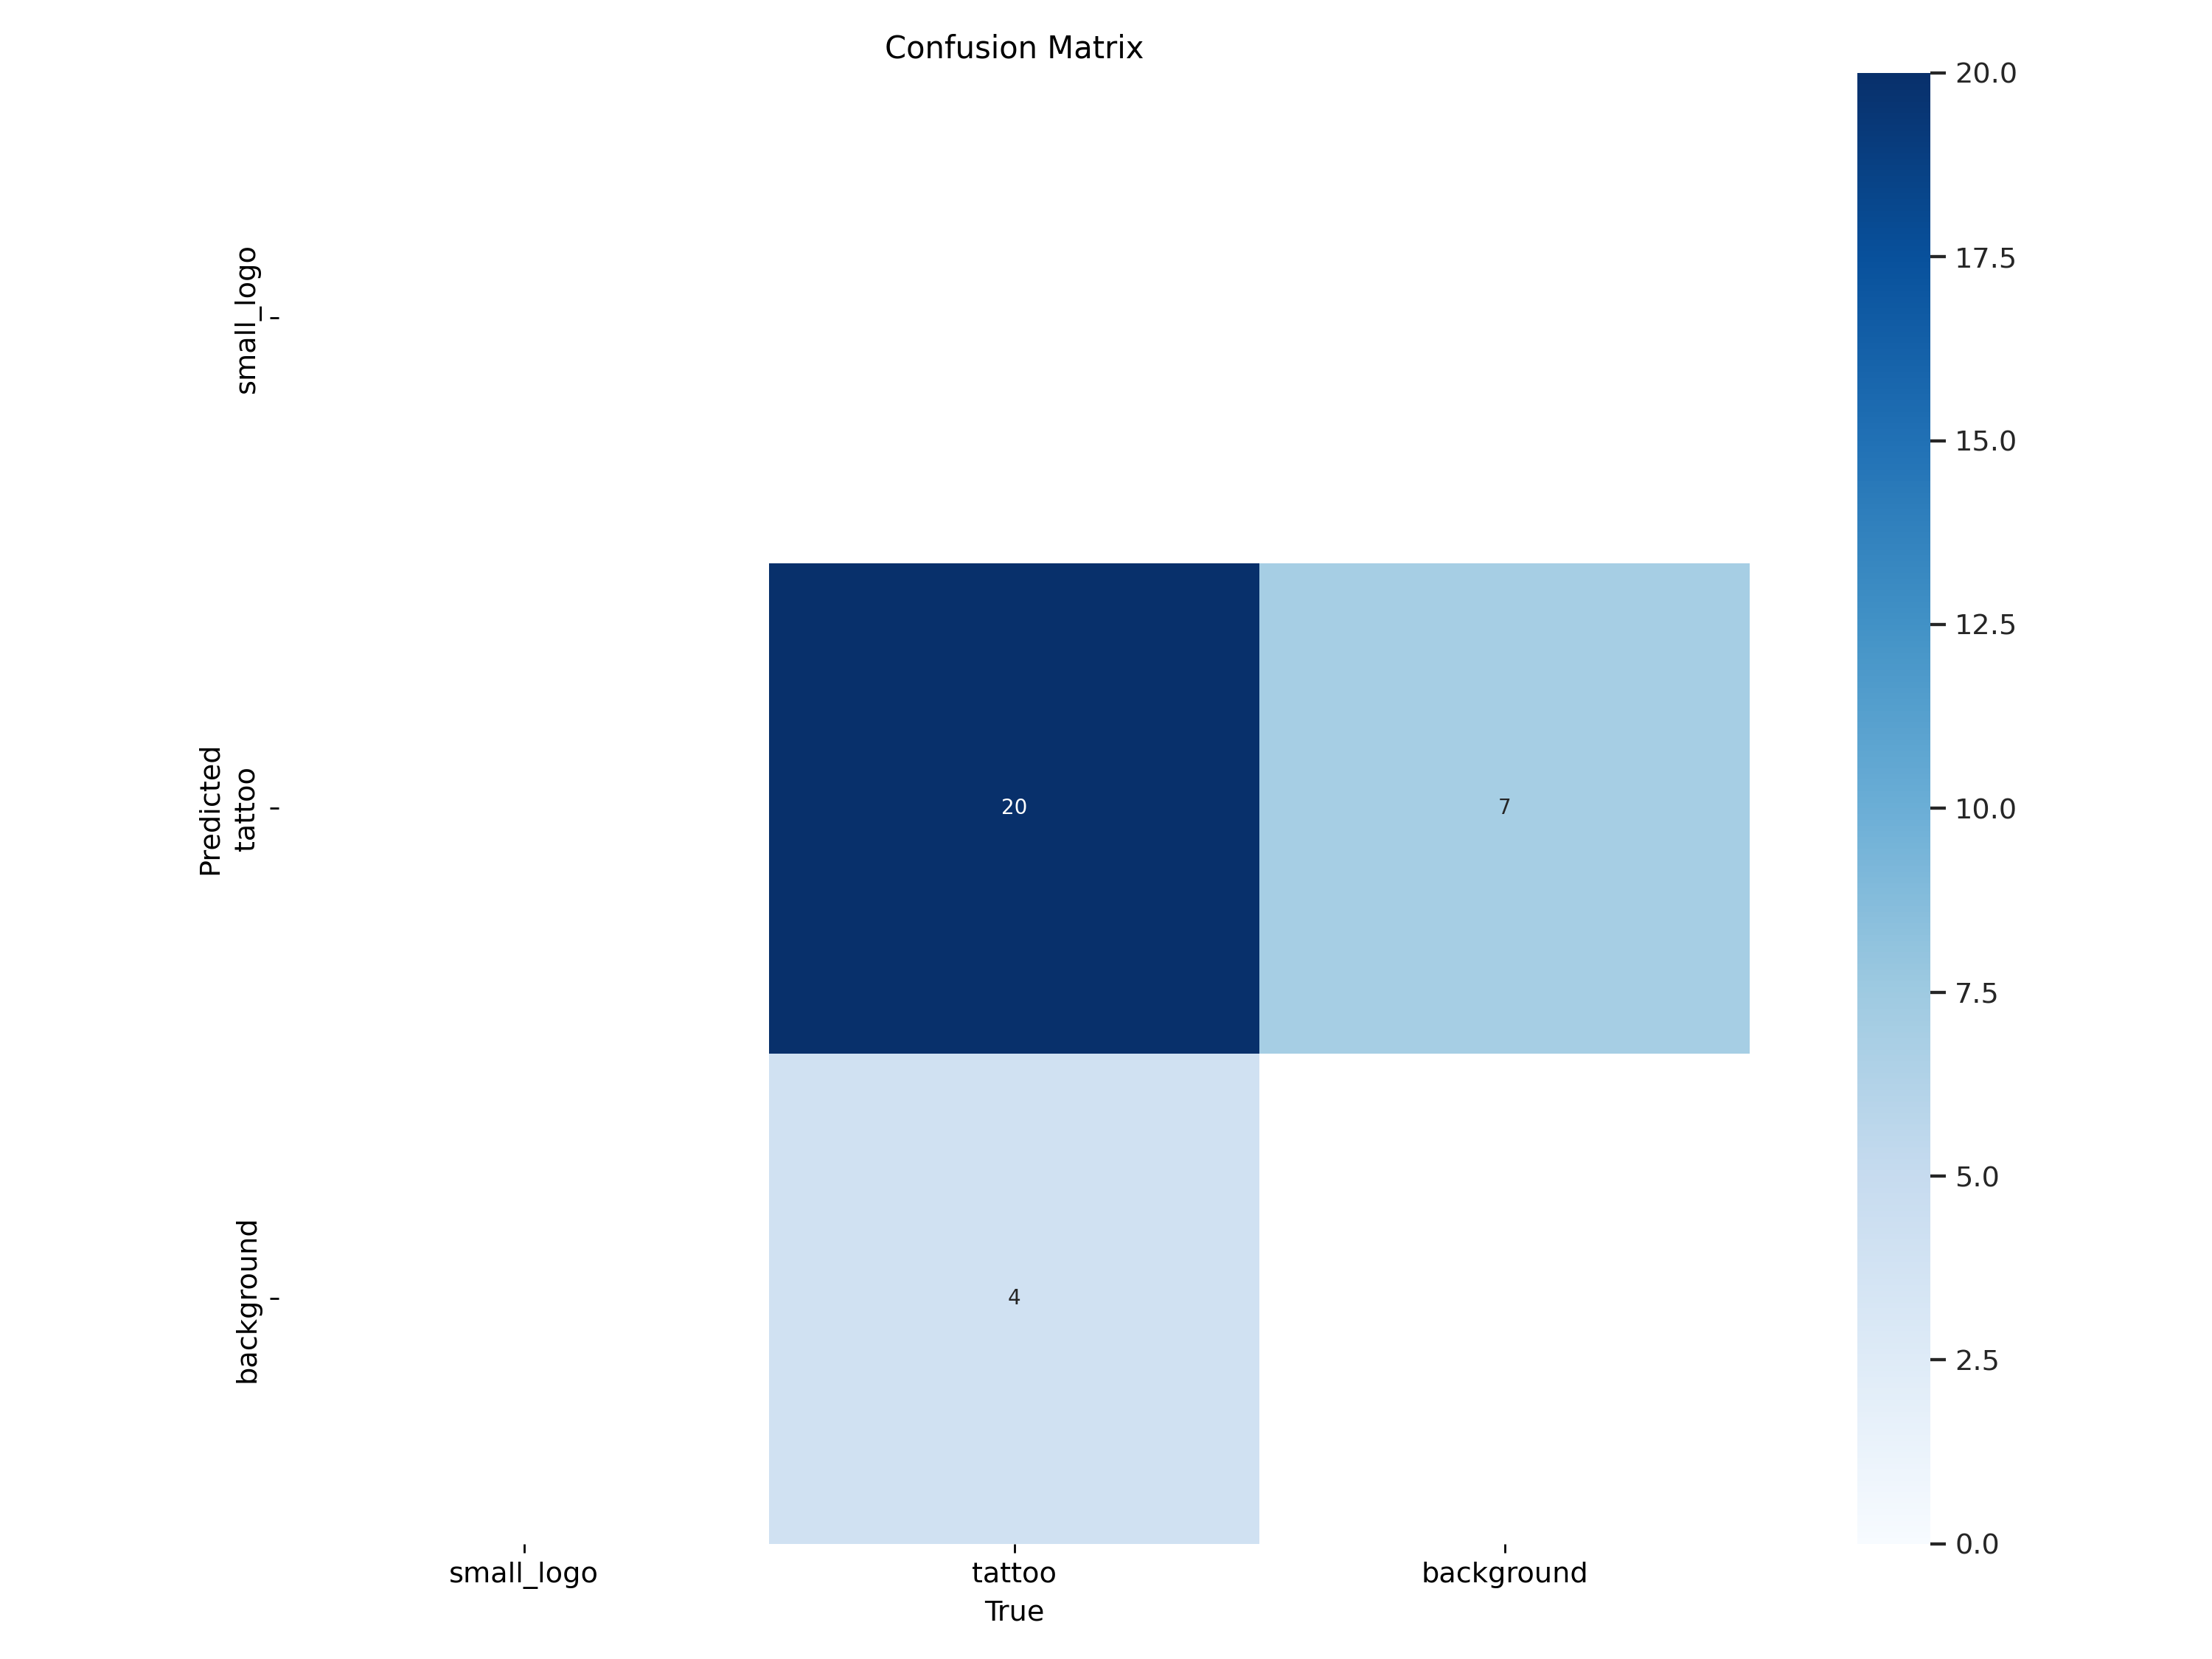 Confusion Matrix
small_logo
Predicted
tattoo
background
20
7
4
small_logo
tattoo
background
True
20.0
17.5
15.0
12.5
10.0
7.5
5.0
2.5
0.0